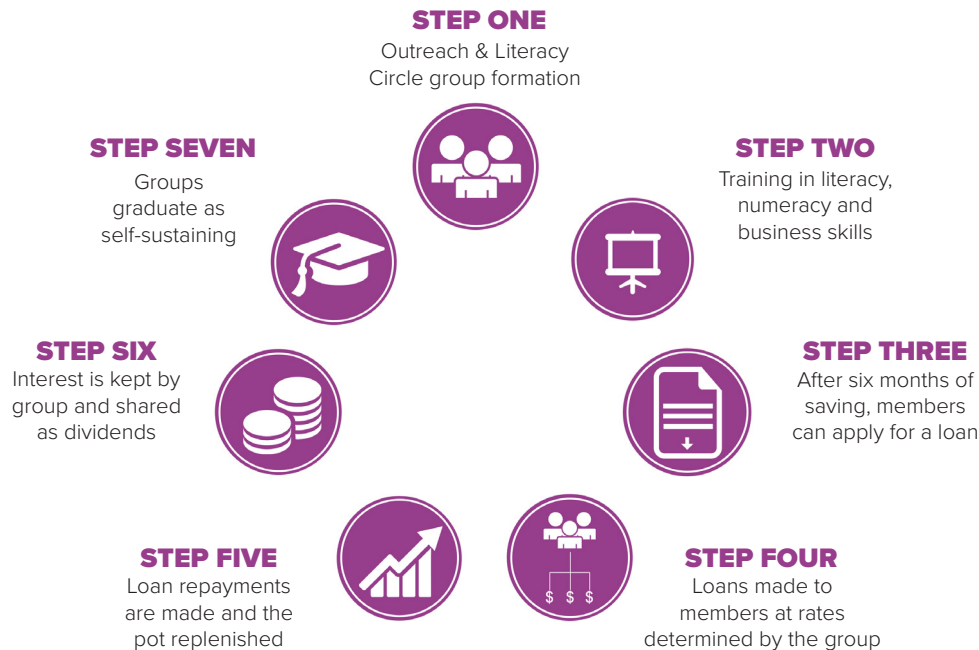 STEP ONE
Outreach & Literacy
Circle group formation
STEP TWO
Training in literacy,
numeracy and
business skills
STEP THREE
After six months of
saving, members
can apply for a loan
STEP FOUR
Loans made to
members at rates
determined by the group
$ $ $
STEP FIVE
Loan repayments
are made and the
pot replenished
STEP SIX
Interest is kept by
group and shared
as dividends
STEP SEVEN
Groups
graduate as
self-sustaining